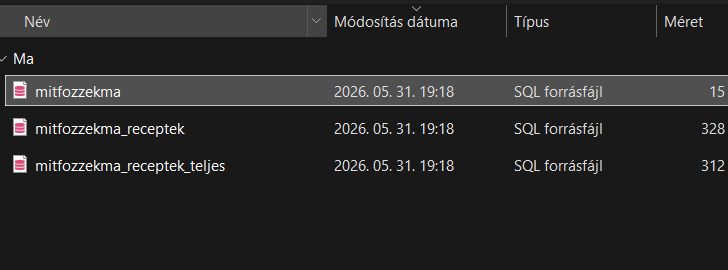 Név Módosítás dátuma Típus Méret
Ma
mitfozzekma 2026. 05. 31. 19:18 SQL forrásfájl 15
mitfozzekma_receptek 2026. 05. 31. 19:18 SQL forrásfájl 328
mitfozzekma_receptek_teljes 2026. 05. 31. 19:18 SQL forrásfájl 312